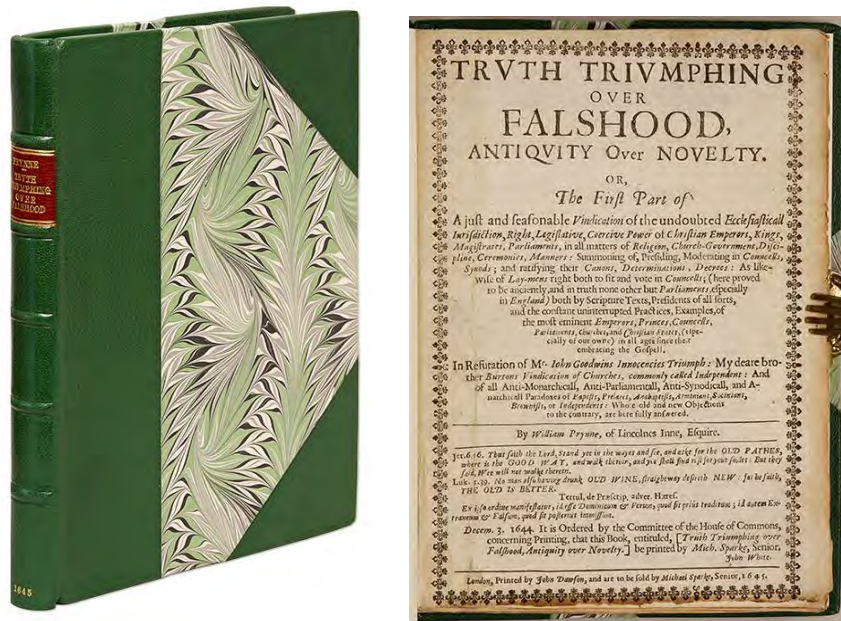 PRYNNE
TRUTH
TRIUMPHING
OVER
FALSHOOD
1645
TRVTH TRIVMPHING
OVER
FALSHOOD,
ANTIQVITY Over NOVELTY.
OR,
The First Part of
A just and seasonable Vindication of the undoubted Ecclesiasticall
Iurisdiction, Right, Legislative, Coercive Power of Christian Emperors, Kings,
Magistrates, Parliaments, in all matters of Religion, Church-Government, Disci-
pline, Ceremonies, Manners: Summoning of, Presiding, Moderating in Councells,
Synods; and ratifying their Canons, Determinations, Decrees: As like-
wise of Lay-mens right both to sit and vote in Councells; (here proved
to be anciently, and in truth none other but Parliaments, especially
in England) both by Scripture Texts, Presidents of all sorts,
and the constant uninterrupted Practices, Examples, of
the most eminent Emperors, Princes, Councells,
Parliaments, Churches, and Christian States, (espe-
cially of our owne) in all ages since their
embracing the Gospell.
In Refutation of Mr. Iohn Goodwins Innocencies Triumph: My deare bro-
ther Burtons Vindication of Churches, commonly called Independent: And
of all Anti-Monarchicall, Anti-Parliamentall, Anti-Synodicall, and A-
narchicall Paradoxes of Papists, Prelates, Anabaptists, Arminians, Socinians,
Brownists, or Independents: Whose old and new Objections
to the contrary, are here fully answered.
By William Prynne, of Lincolnes Inne, Esquire.
Jer. 6.16. Thus saith the Lord, Stand yee in the wayes and see, and aske for the OLD PATHES,
where is the GOOD WAY, and walk therein, and yee shall find rest for your soules: But they
said, Wee will not walke therein.
Luk. 5.39. No man also having drunk OLD WINE, straightway desireth NEW: for he saith,
THE OLD IS BETTER.
Tertul. de Præscrip. adver. Hæres.
Ex ipso ordine manifestatur, id esse Dominicum & Verum, quod sit prius traditum; id autem Ex-
traneum & Falsum, quod sit posterius immissum.
Decem. 3. 1644. It is Ordered by the Committee of the House of Commons,
concerning Printing, that this Book, entituled, [Truth Triumphing over
Falshood, Antiquity over Novelty.] be printed by Mich. Sparke, Senior.
John White.
London, Printed by John Dawson, and are to be sold by Michael Sparke, Senior, 1645.